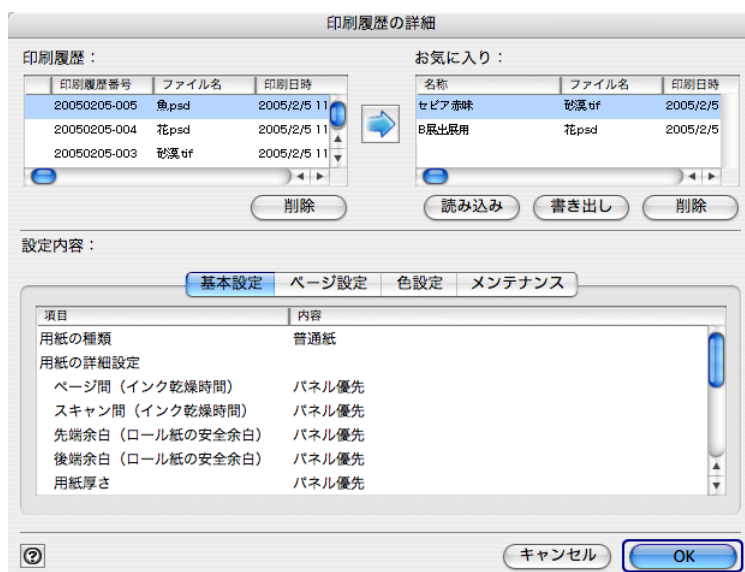 印刷履歴の詳細
印刷履歴： お気に入り：
印刷履歴番号 ファイル名 印刷日時 名称 ファイル名 印刷日時
20050205-005 魚.psd 2005/2/5 11 セピア赤味 砂漠.tif 2005/2/5
20050205-004 花.psd 2005/2/5 11 B展出展用 花.psd 2005/2/5
20050205-003 砂漠.tif 2005/2/5 11
削除 読み込み 書き出し 削除
設定内容：
基本設定 ページ設定 色設定 メンテナンス
項目 内容
用紙の種類 普通紙
用紙の詳細設定
ページ間（インク乾燥時間） パネル優先
スキャン間（インク乾燥時間） パネル優先
先端余白（ロール紙の安全余白） パネル優先
後端余白（ロール紙の安全余白） パネル優先
用紙厚さ パネル優先
? キャンセル OK